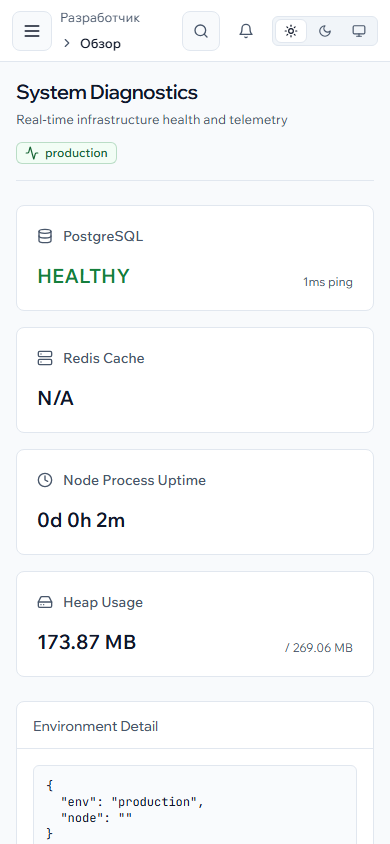 Разработчик
Обзор
System Diagnostics
Real-time infrastructure health and telemetry
production
PostgreSQL
HEALTHY
1ms ping
Redis Cache
N/A
Node Process Uptime
0d 0h 2m
Heap Usage
173.87 MB
/ 269.06 MB
Environment Detail
{
  "env": "production",
  "node": ""
}